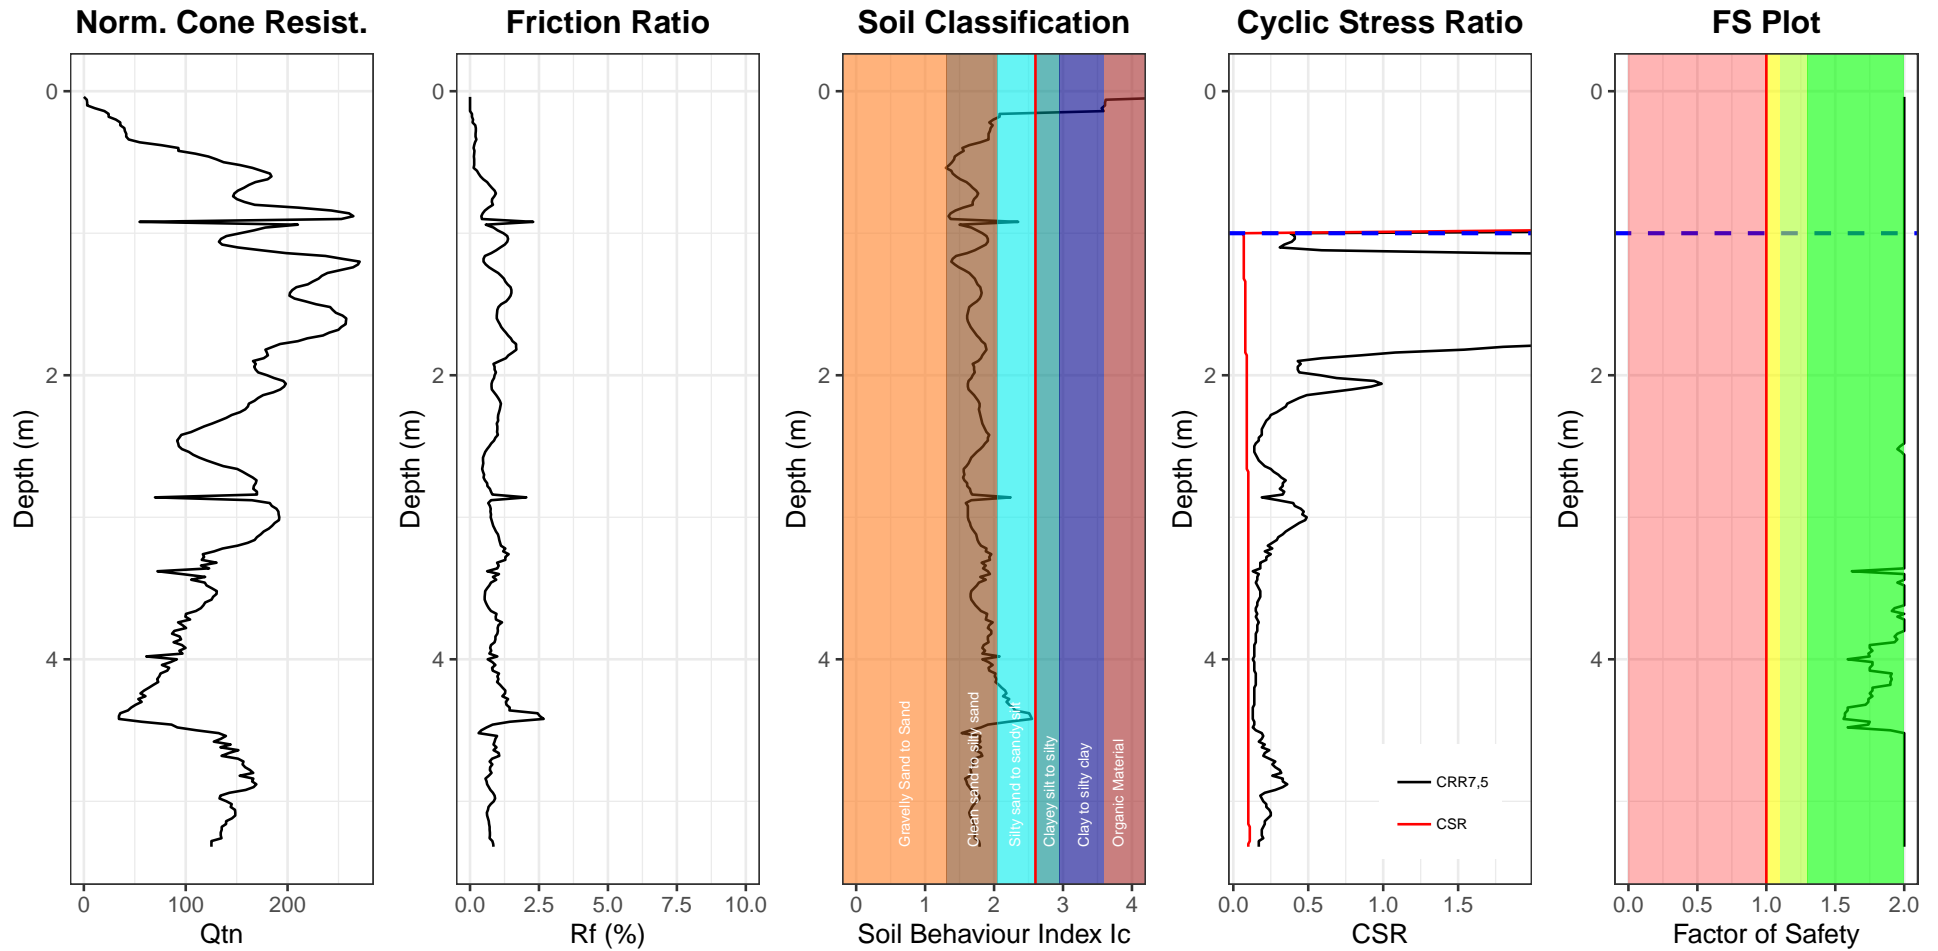 Norm. Cone Resist.
Friction Ratio
Soil Classification
Cyclic Stress Ratio
FS Plot
Depth (m)
0
2
4
0
100
200
Qtn
Depth (m)
0
2
4
0.0
2.5
5.0
7.5
10.0
Rf (%)
Depth (m)
0
2
4
Gravelly Sand to Sand
Clean sand to silty sand
Silty sand to sandy silt
Clayey silt to silty
Clay to silty clay
Organic Material
0
1
2
3
4
Soil Behaviour Index Ic
Depth (m)
0
2
4
CRR7,5
CSR
0.0
0.5
1.0
1.5
CSR
Depth (m)
0
2
4
0.0
0.5
1.0
1.5
2.0
Factor of Safety